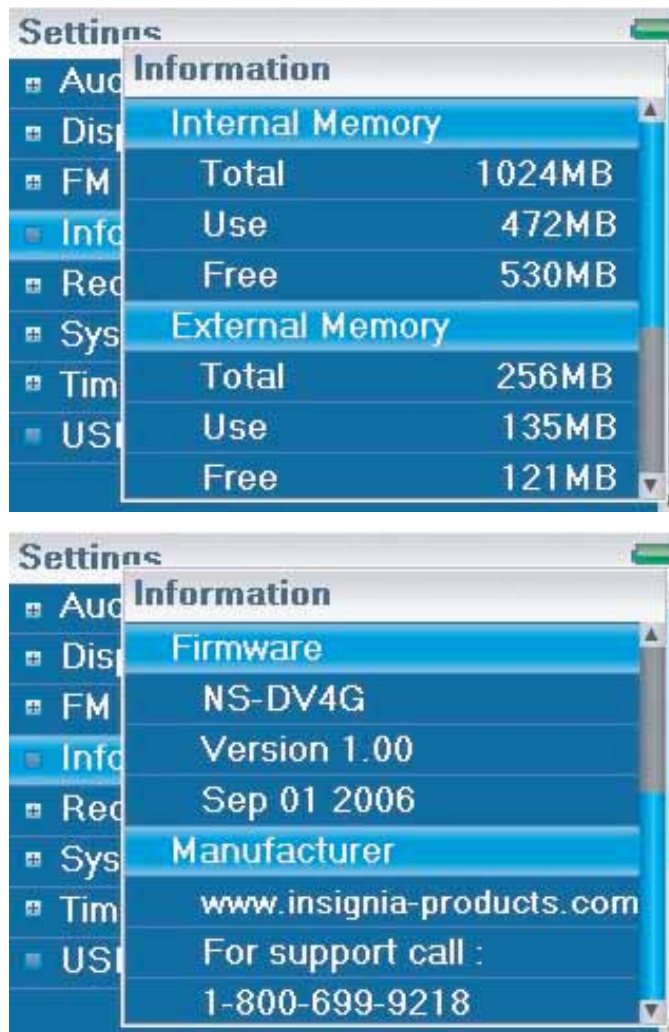 Settings
Information
Internal Memory
Total 1024MB
Use 472MB
Free 530MB
External Memory
Total 256MB
Use 135MB
Free 121MB
FM
Settings
Information
Firmware
NS-DV4G
Version 1.00
Sep 01 2006
Manufacturer
www.insignia-products.com
For support call :
1-800-699-9218
FM